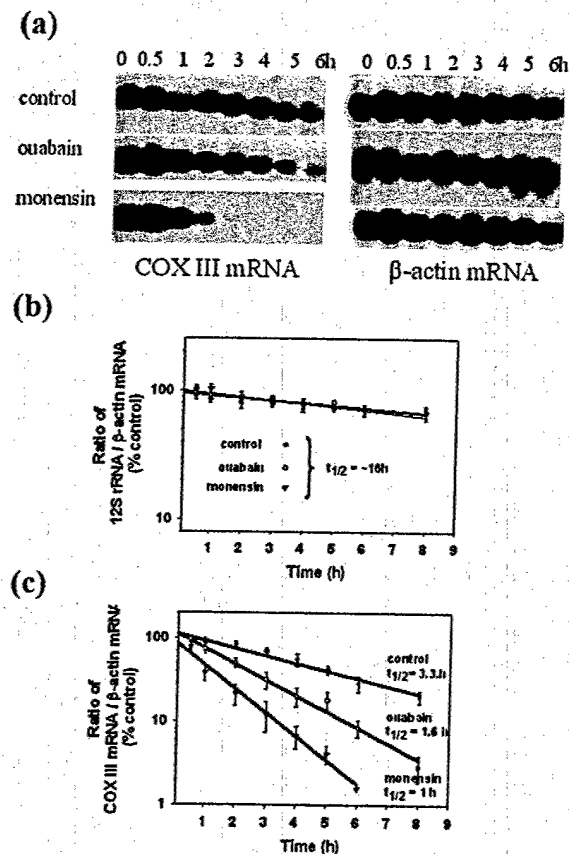 (a)
0 0.5 1 2 3 4 5 6h 0 0.5 1 2 3 4 5 6h
control
ouabain
monensin
COX III mRNA β-actin mRNA
(b)
Ratio of
12S rRNA / β-actin mRNA
(% control)
100
10
control
ouabain
monensin
t1/2 = ~16h
1 2 3 4 5 6 7 8 9
Time (h)
(c)
Ratio of
COX III mRNA / β-actin mRNA
(% control)
100
10
1
control
t1/2 = 3.3h
ouabain
t1/2 = 1.6 h
monensin
t1/2 = 1 h
1 2 3 4 5 6 7 8 9
Time (h)